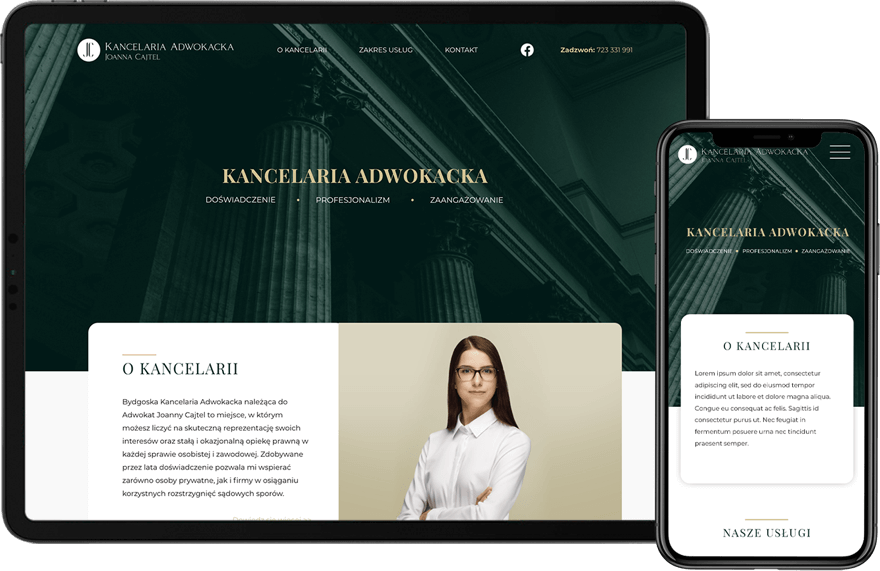 JC KANCELARIA ADWOKACKA
JOANNA CAJTEL
O KANCELARII ZAKRES USŁUG KONTAKT Zadzwoń: 723 331 991
KANCELARIA ADWOKACKA
DOŚWIADCZENIE • PROFESJONALIZM • ZAANGAZOWANIE
O KANCELARII
Bydgoska Kancelaria Adwokacka należąca do
Adwokat Joanny Cajtel to miejsce, w którym
możesz liczyć na skuteczną reprezentację swoich
interesów oraz stałą i okazjonalną opiekę prawną w
każdej sprawie osobistej i zawodowej. Zdobywane
przez lata doświadczenie pozwala mi wspierać
zarówno osoby prywatne, jak i firmy w osiąganiu
korzystnych rozstrzygnięć sądowych sporów.
JC KANCELARIA ADWOKACKA
JOANNA CAJTEL
KANCELARIA ADWOKACKA
DOŚWIADCZENIE • PROFESJONALIZM • ZAANGAZOWANIE
O KANCELARII
Lorem ipsum dolor sit amet, consectetur
adipiscing elit, sed do eiusmod tempor
incididunt ut labore et dolore magna aliqua.
Congue eu consequat ac felis. Sagittis id
consectetur purus ut. Nec feugiat in
fermentum posuere urna nec tincidunt
praesent semper.
NASZE USŁUGI